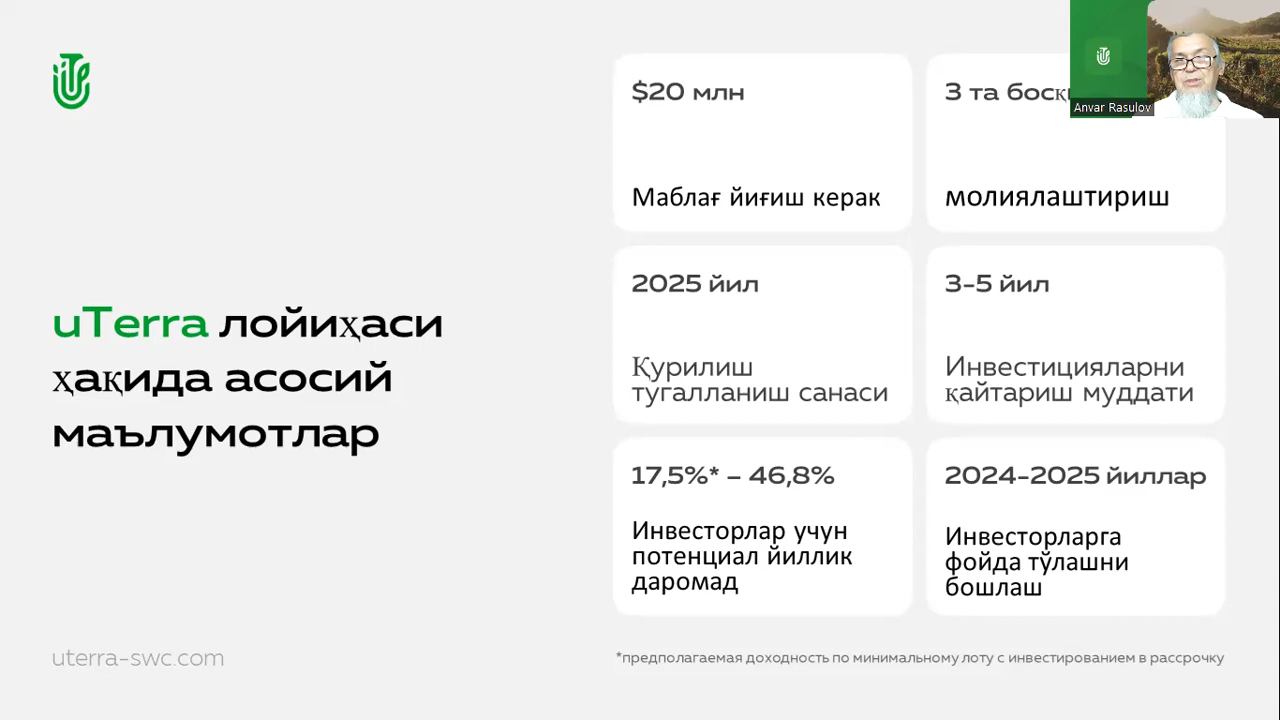 uTerra лойиҳаси
ҳақида асосий
маълумотлар
uterra-swc.com
$20 млн
Маблағ йиғиш керак
3 та
молиялаштириш
Anvar Rasulov
2025 йил
Қурилиш
тугалланиш санаси
3-5 йил
Инвестицияларни
қайтариш муддати
17,5%* – 46,8%
Инвесторлар учун
потенциал йиллик
даромад
2024-2025 йиллар
Инвесторларга
фойда тўлашни
бошлаш
*предполагаемая доходность по минимальному лоту с инвестированием в рассрочку